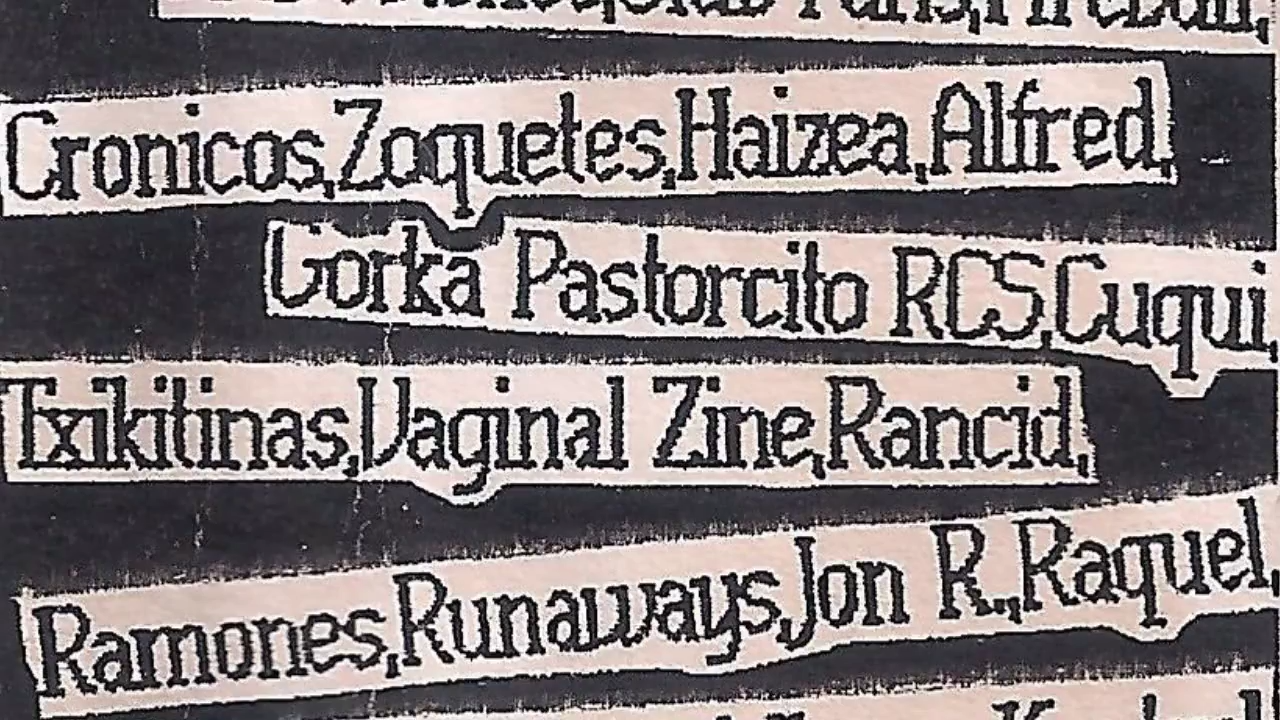 Cronicos,Zoquetes,Haizea,Alfred,
Gorka Pastorcito RCS,Cuqui,
Txikitinas,Vaginal Zine,Rancid,
Ramones,Runaways,Jon R.,Raquel,